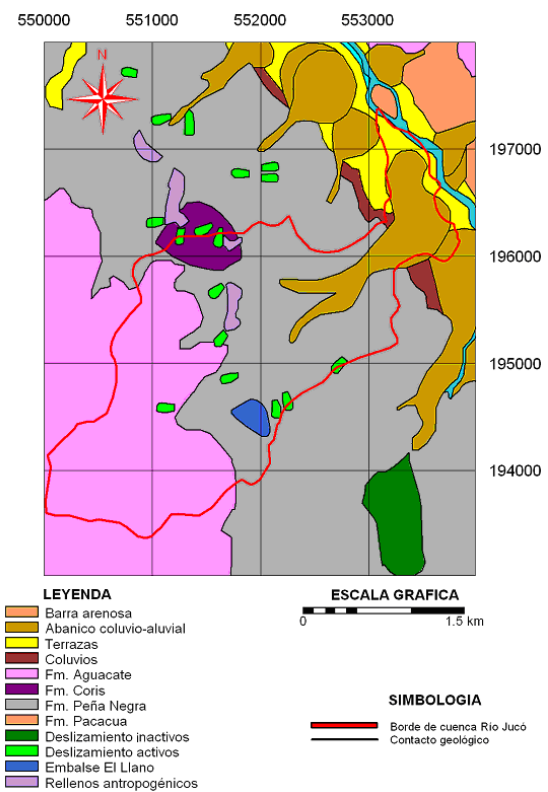 550000 551000 552000 553000
N
197000
196000
195000
194000
LEYENDA
Barra arenosa
Abanico coluvio-aluvial
Terrazas
Coluvios
Fm. Aguacate
Fm. Coris
Fm. Peña Negra
Fm. Pacacua
Deslizamiento inactivos
Deslizamiento activos
Embalse El Llano
Rellenos antropogénicos
ESCALA GRAFICA
0 1.5 km
SIMBOLOGIA
Borde de cuenca Río Jucó
Contacto geológico